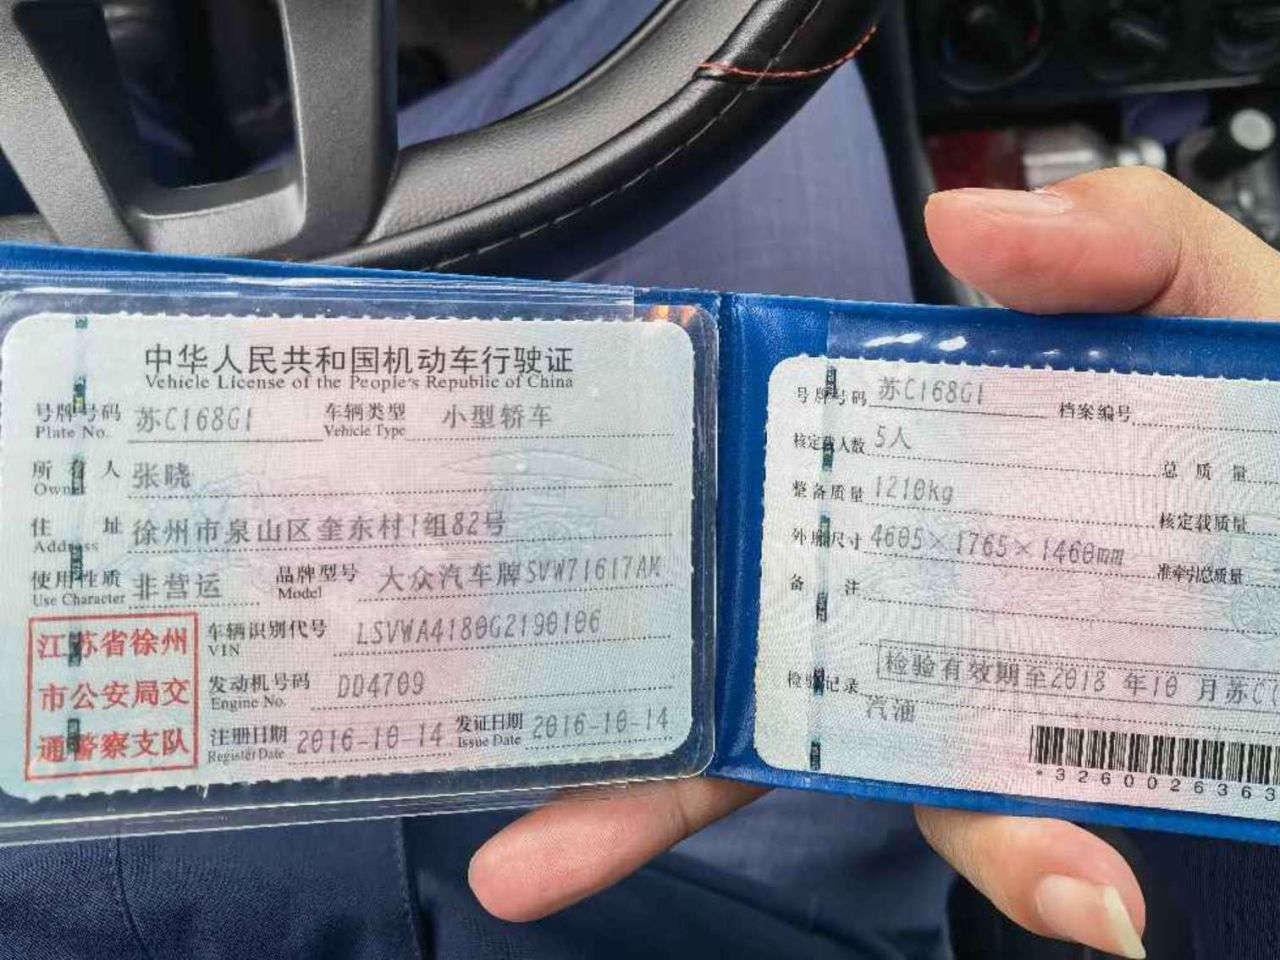 中华人民共和国机动车行驶证
Vehicle License of the People's Republic of China
号牌号码 苏C168G1 车辆类型 小型轿车
Plate No. Vehicle Type
所有人 张晓
Owner
住址 徐州市泉山区奎东村1组82号
Address
使用性质 非营运 品牌型号 大众汽车牌SVW71617AM
Use Character Model
江苏省徐州
市公安局交
通警察支队
车辆识别代号 LSVWA4180G2190106
VIN
发动机号码 DD4709
Engine No.
注册日期 2016-10-14 发证日期 2016-10-14
Register Date Issue Date
号牌号码 苏C168G1 档案编号
核定载人数 5人 总质量
整备质量 1210kg 核定载质量
外廓尺寸 4605×1765×1460mm 准牵引总质量
备注
检验记录 检验有效期至2018 年10 月苏C
汽油
*32600026363